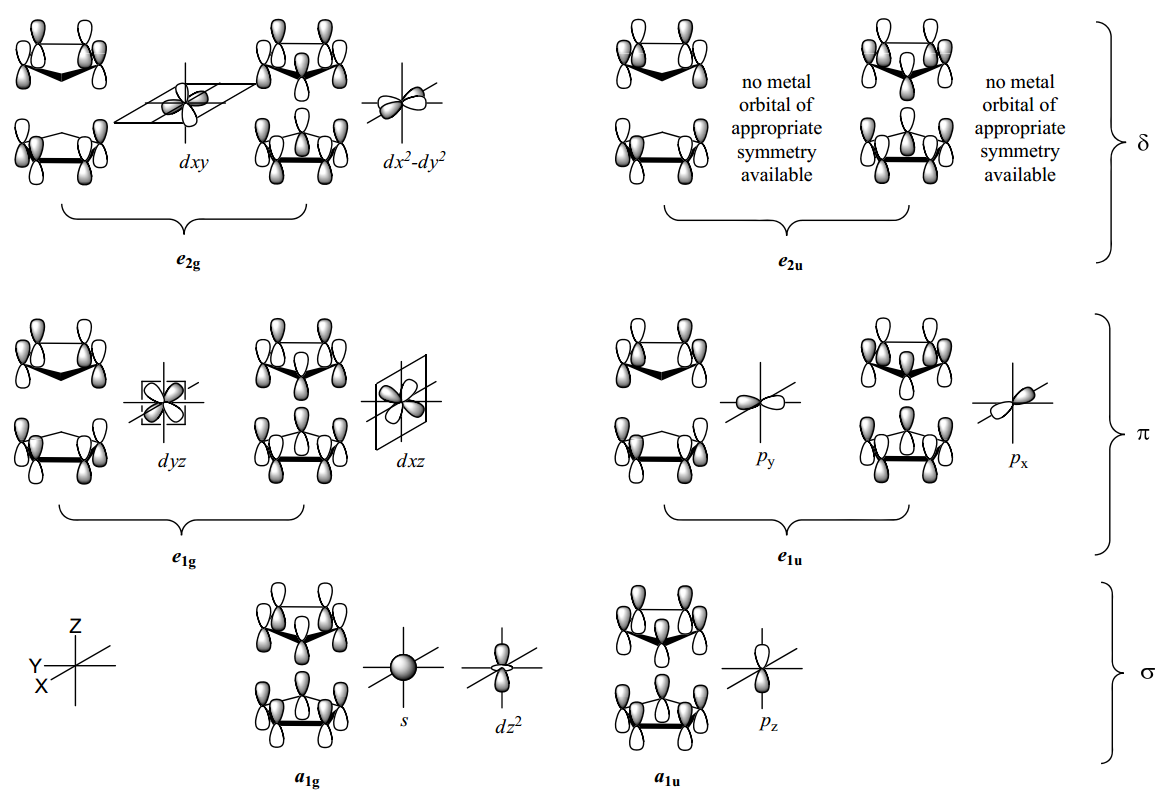 no metal
orbital of
appropriate
symmetry
available
no metal
orbital of
appropriate
symmetry
available
δ
dxy
dx²-dy²
e₂g
e₂u
π
dyz
dxz
py
px
e₁g
e₁u
Z
Y
X
σ
s
dz²
pz
a₁g
a₁u